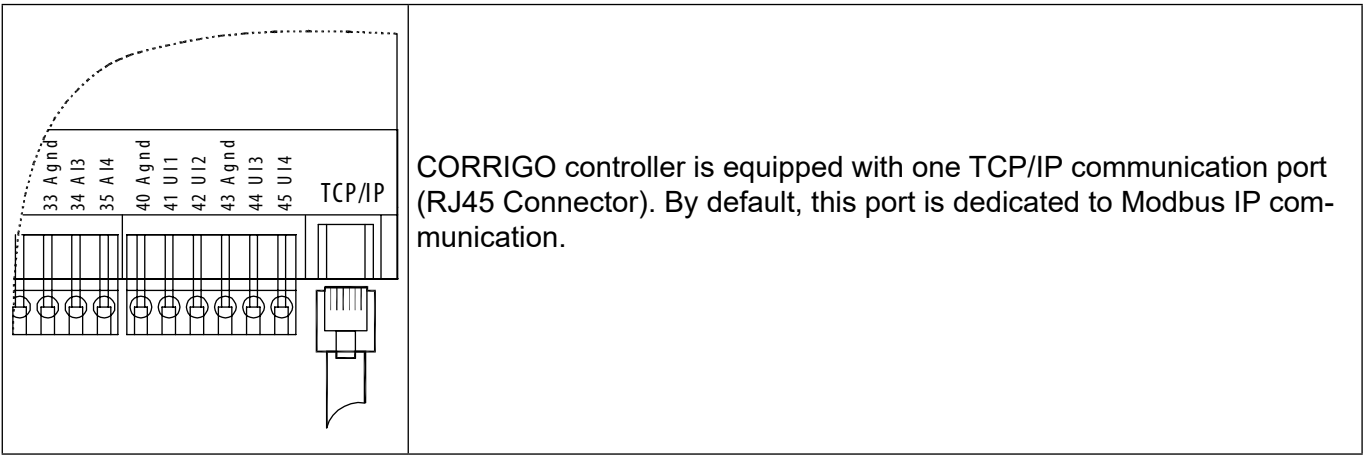 33 Agnd
34 AI3
35 AI4
40 Agnd
41 UI1
42 UI2
43 Agnd
44 UI3
45 UI4
TCP/IP
CORRIGO controller is equipped with one TCP/IP communication port
(RJ45 Connector). By default, this port is dedicated to Modbus IP com-
munication.